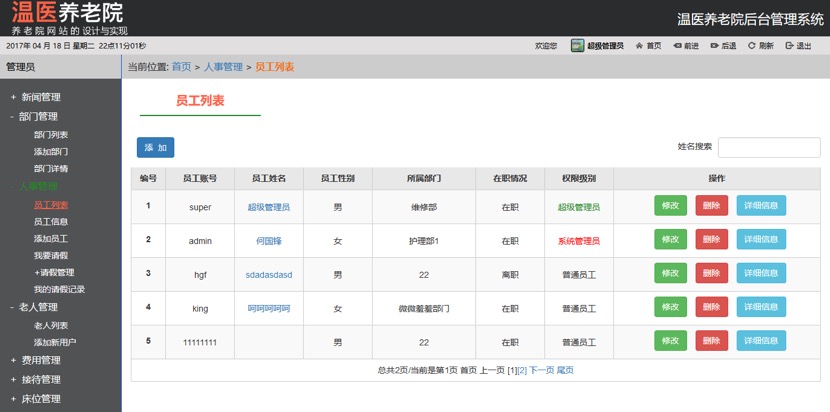 温医养老院
养老院网站的设计与实现
温医养老院后台管理系统
2017年 04 月 18 日 星期二 22点11分01秒
欢迎您 超级管理员 首页 前进 后退 刷新 退出
管理员
当前位置: 首页 > 人事管理 > 员工列表
+ 新闻管理
- 部门管理
部门列表
添加部门
部门详情
- 人事管理
员工列表
员工信息
添加员工
我要请假
+请假管理
我的请假记录
- 老人管理
老人列表
添加新用户
+ 费用管理
+ 接待管理
+ 床位管理
员工列表
添 加
姓名搜索
编号 员工账号 员工姓名 员工性别 所属部门 在职情况 权限级别 操作
1 super 超级管理员 男 维修部 在职 超级管理员 修改 删除 详细信息
2 admin 何国锋 女 护理部1 在职 系统管理员 修改 删除 详细信息
3 hgf sdadasdasd 男 22 离职 普通员工 修改 删除 详细信息
4 king 呵呵呵呵呵 女 微微羞羞部门 在职 普通员工 修改 删除 详细信息
5 11111111 男 22 在职 普通员工 修改 删除 详细信息
总共2页/当前是第1页 首页 上一页 [1][2] 下一页 尾页